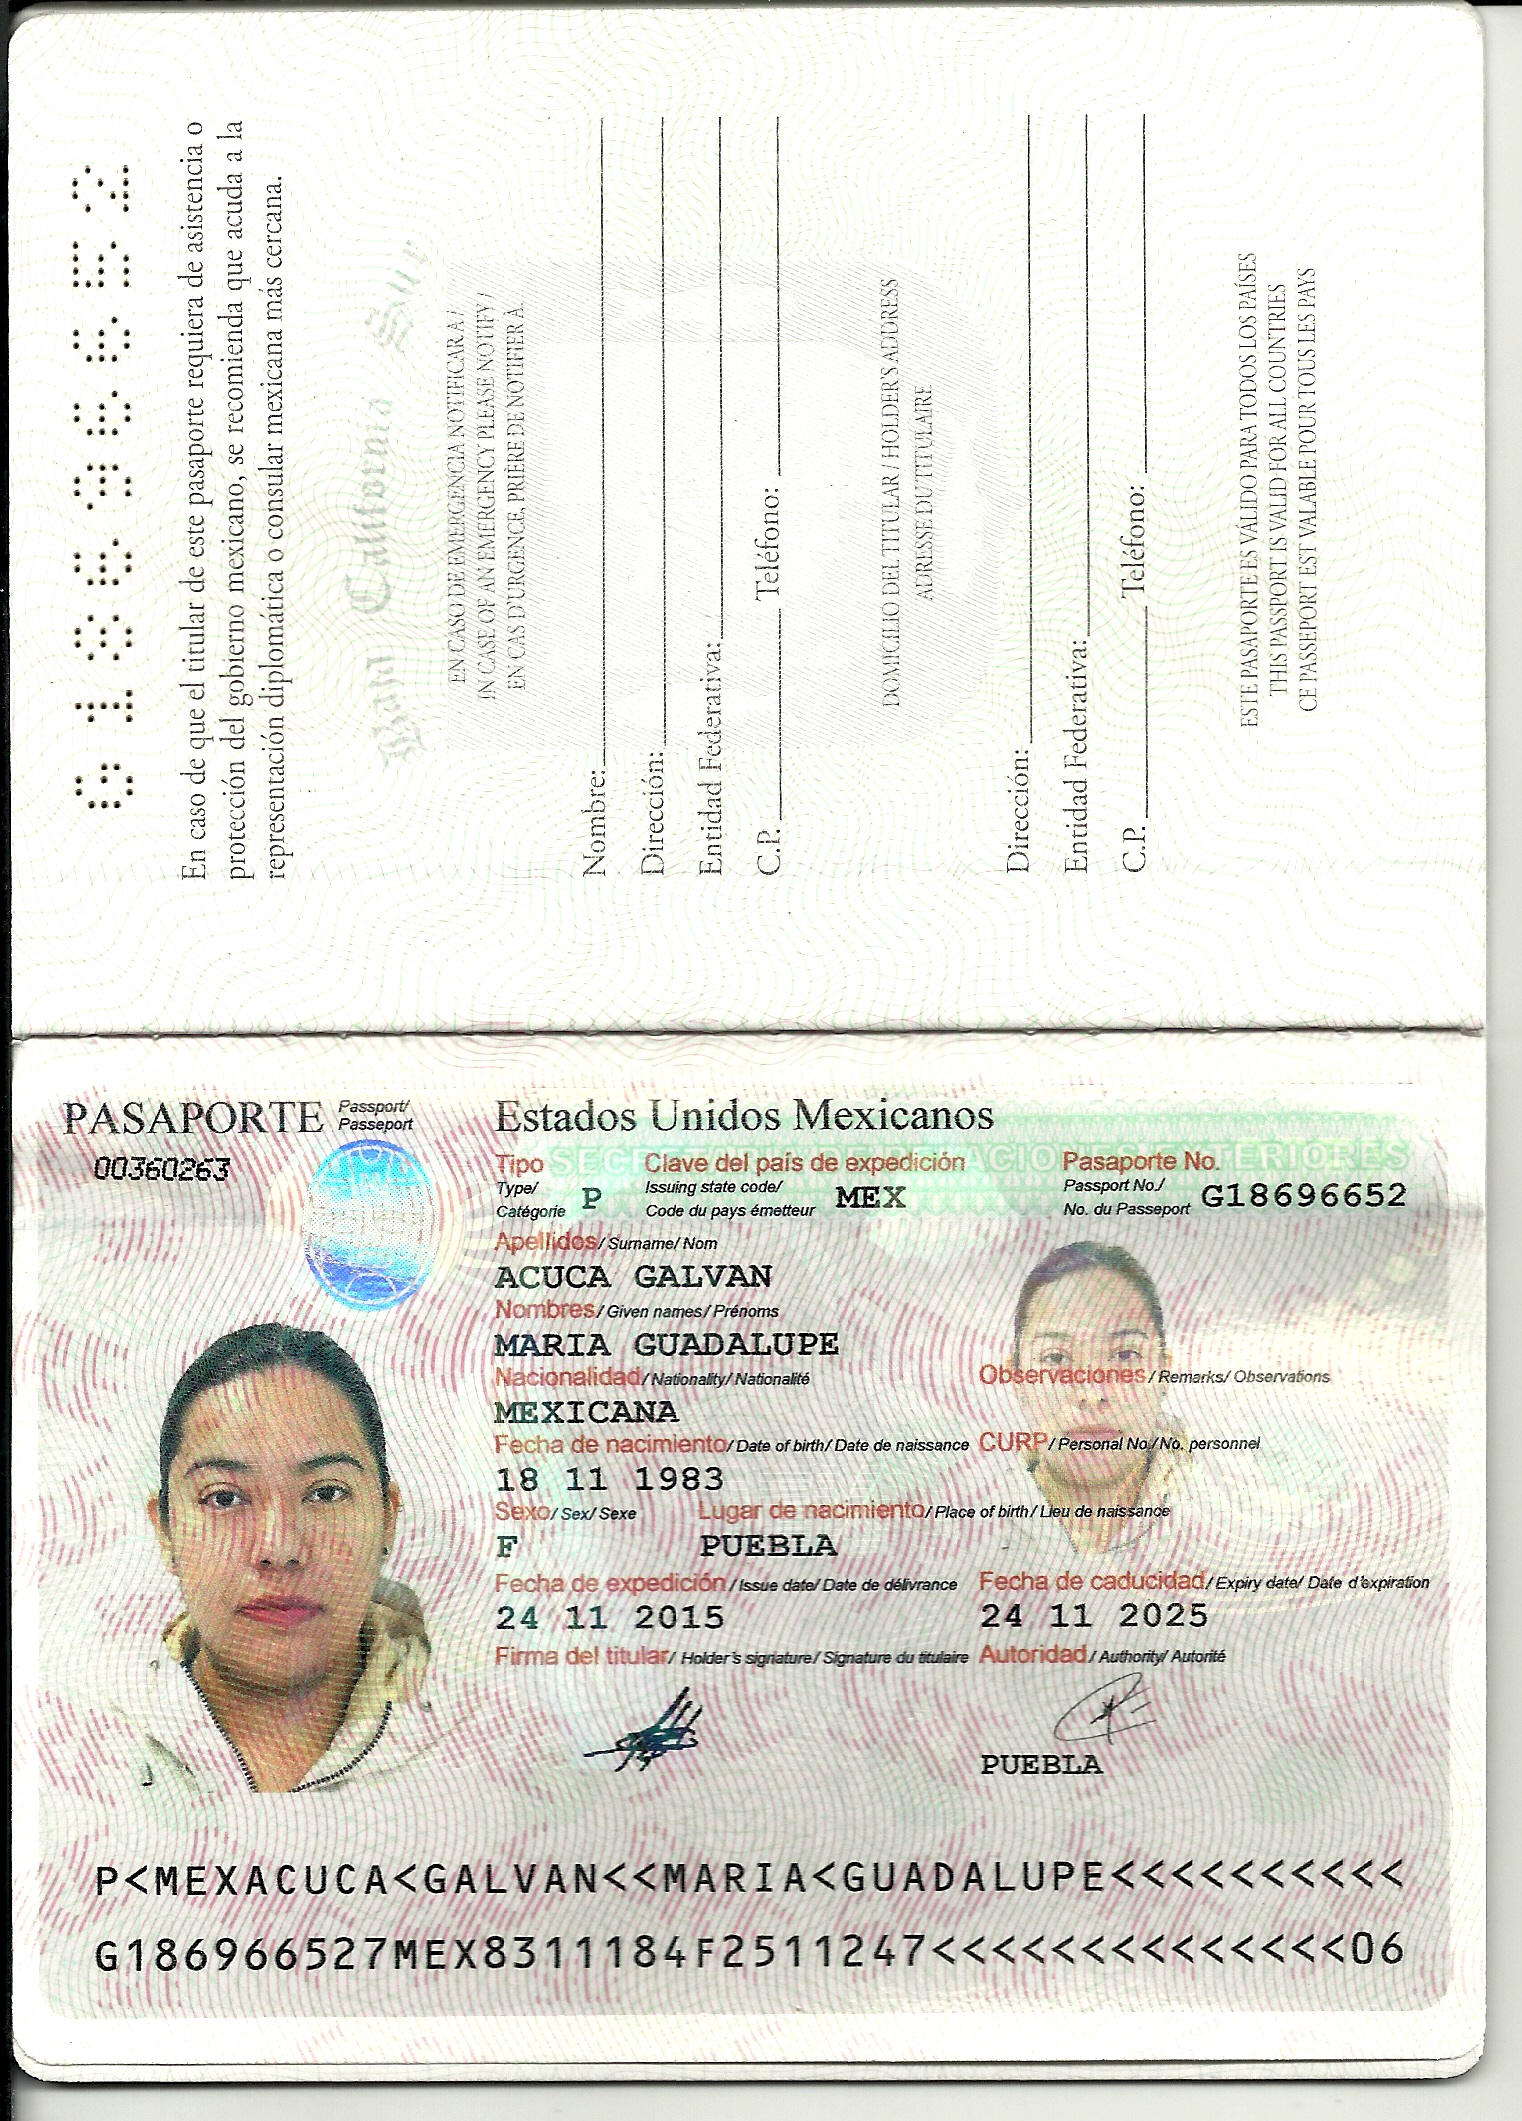 G18696652
En caso de que el titular de este pasaporte requiera de asistencia o
protección del gobierno mexicano, se recomienda que acuda a la
representación diplomática o consular mexicana más cercana.
Baja California Sur
EN CASO DE EMERGENCIA NOTIFICAR A /
IN CASE OF AN EMERGENCY PLEASE NOTIFY /
EN CAS D'URGENCE, PRIÈRE DE NOTIFIER À.
Nombre:
Dirección:
Entidad Federativa:
C.P. Teléfono:
DOMICILIO DEL TITULAR / HOLDER'S ADDRESS
ADRESSE DU TITULAIRE
Dirección:
Entidad Federativa:
C.P. Teléfono:
ESTE PASAPORTE ES VÁLIDO PARA TODOS LOS PAÍSES
THIS PASSPORT IS VALID FOR ALL COUNTRIES
CE PASSEPORT EST VALABLE POUR TOUS LES PAYS
PASAPORTE Passport/ Passeport
Estados Unidos Mexicanos
00360263
Tipo Clave del país de expedición Pasaporte No.
Type/ Issuing state code/ Passport No./
Catégorie P Code du pays émetteur MEX No. du Passeport G18696652
Apellidos/ Surname/ Nom
ACUCA GALVAN
Nombres/ Given names/ Prénoms
MARIA GUADALUPE
Nacionalidad/ Nationality/ Nationalité Observaciones/ Remarks/ Observations
MEXICANA
Fecha de nacimiento/ Date of birth/ Date de naissance CURP/ Personal No./ No. personnel
18 11 1983
Sexo/ Sex/ Sexe Lugar de nacimiento/ Place of birth/ Lieu de naissance
F PUEBLA
Fecha de expedición/ Issue date/ Date de délivrance Fecha de caducidad/ Expiry date/ Date d'expiration
24 11 2015 24 11 2025
Firma del titular/ Holder's signature/ Signature du titulaire Autoridad/ Authority/ Autorité
PUEBLA
P<MEXACUCA<GALVAN<<MARIA<GUADALUPE<<<<<<<<<<
G186966527MEX8311184F2511247<<<<<<<<<<<<<<06